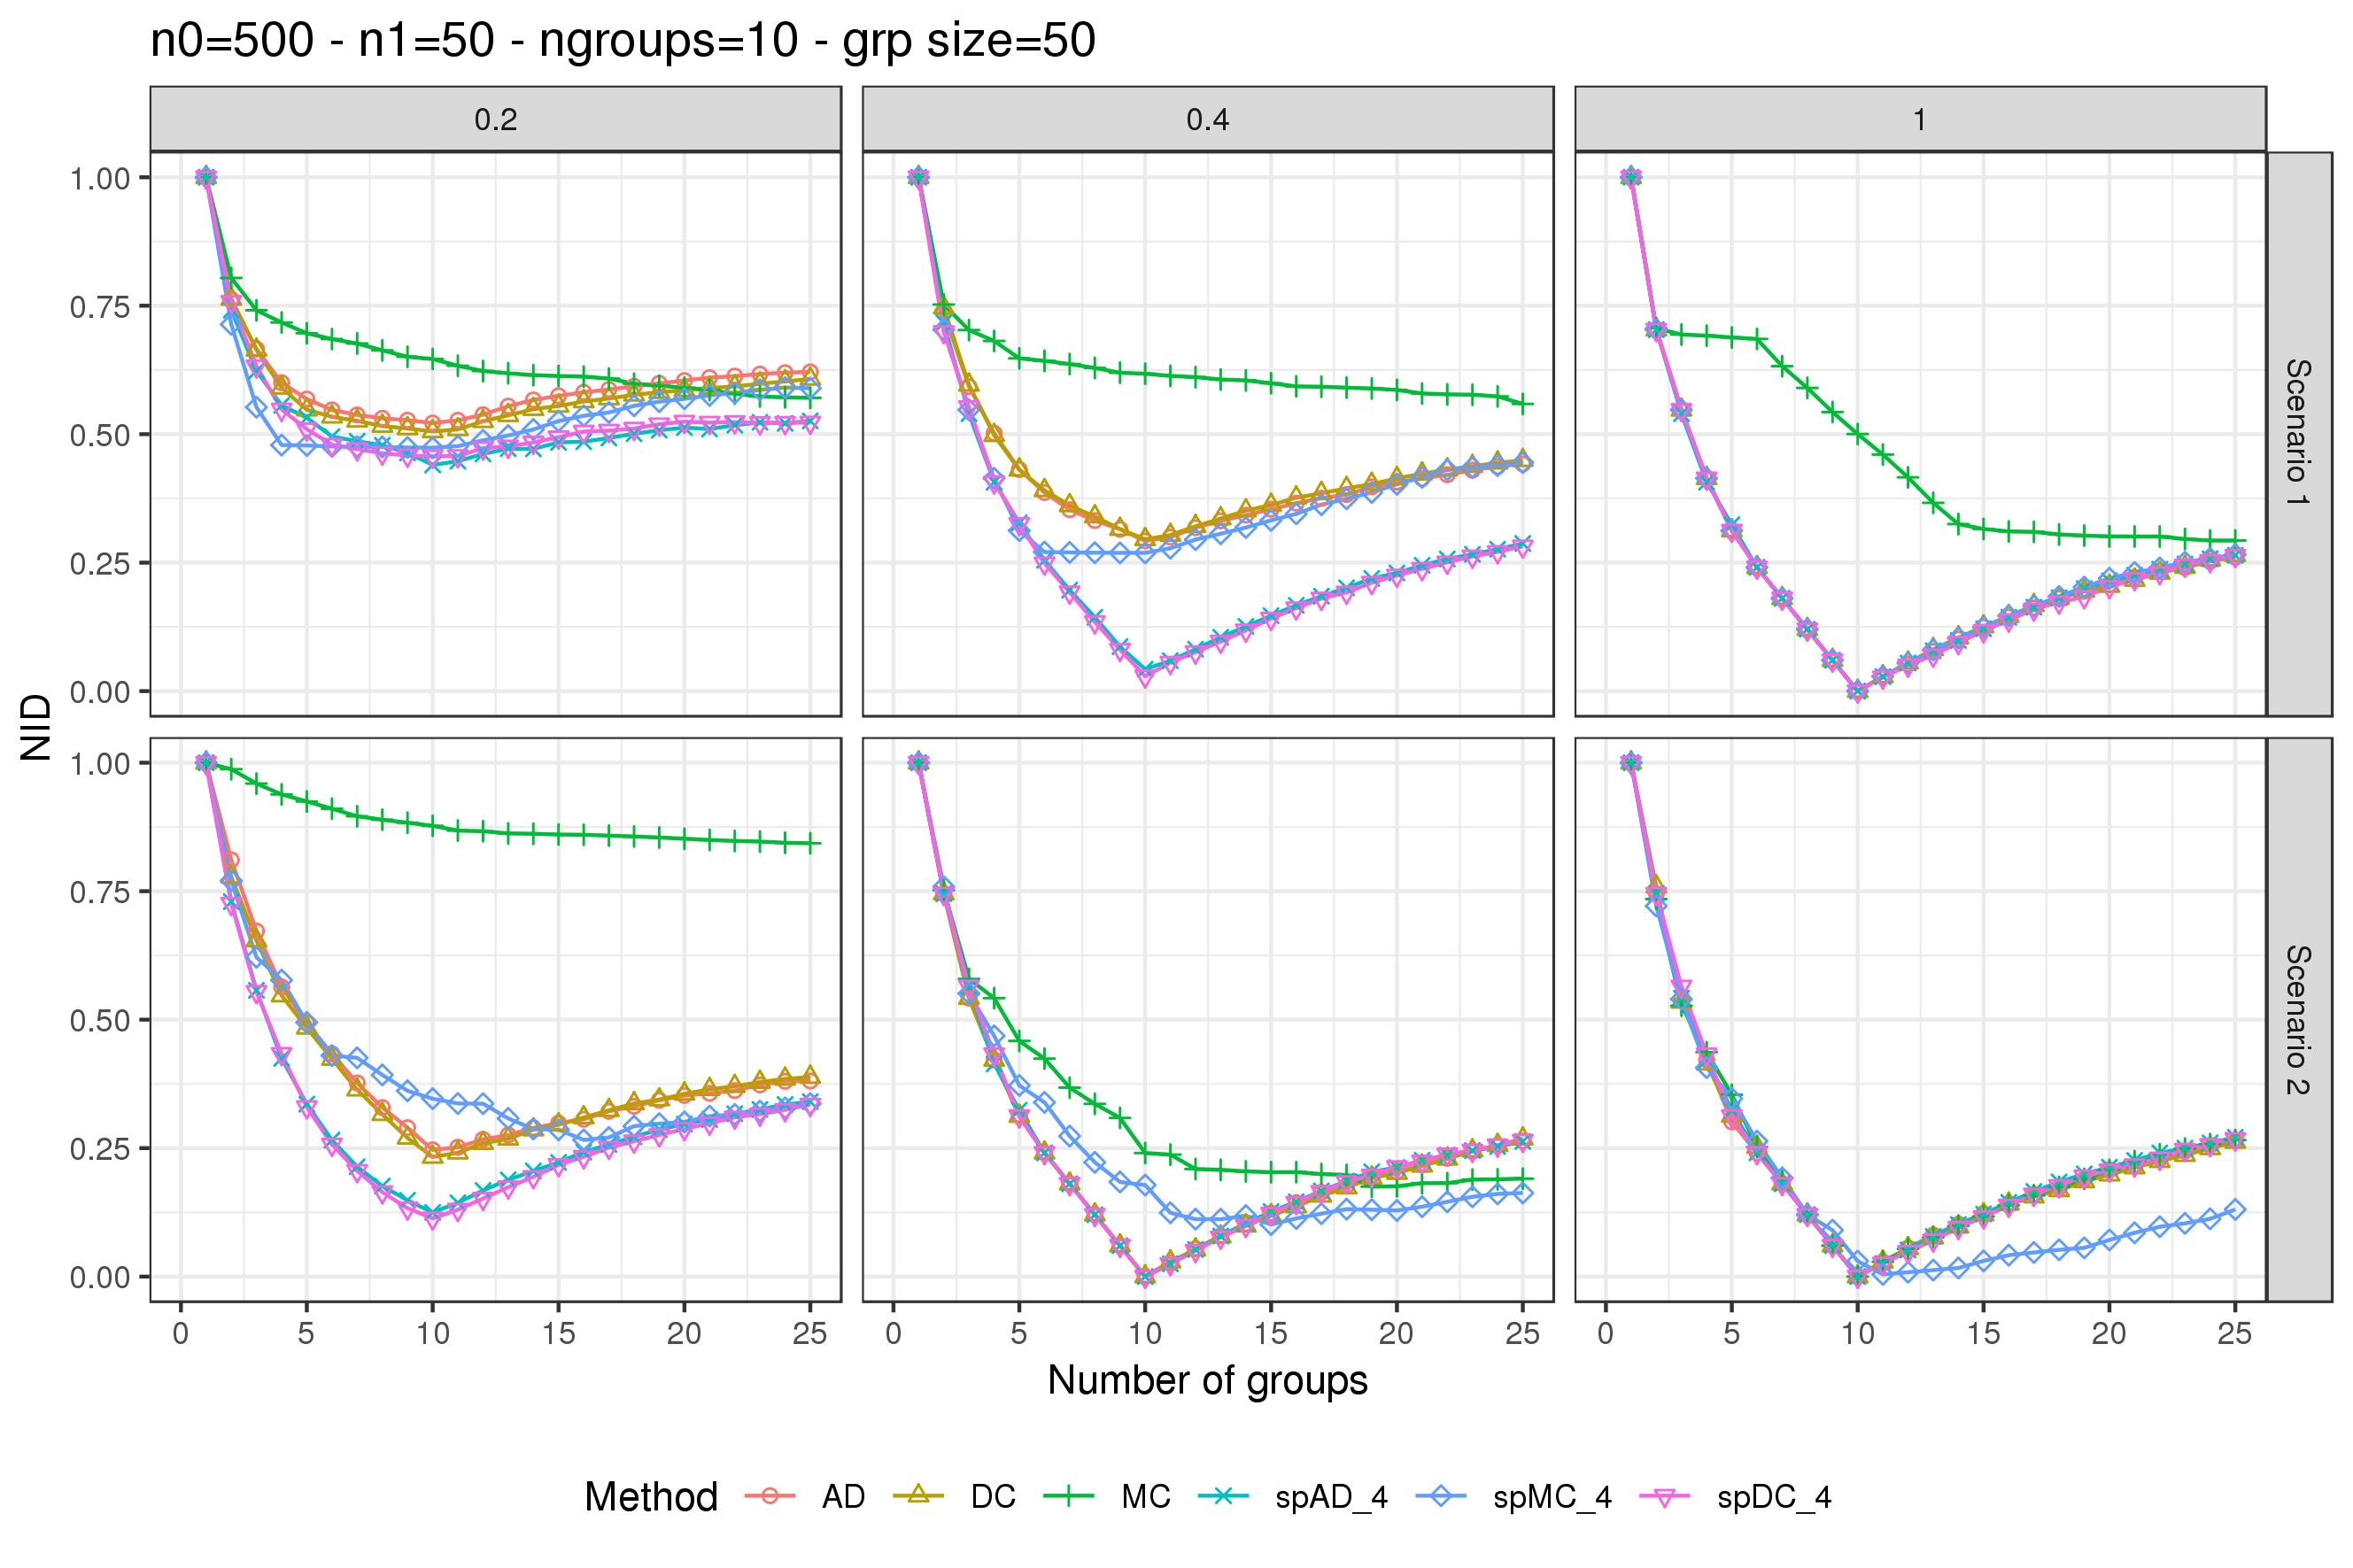 n0=500 - n1=50 - ngroups=10 - grp size=50
0.2 0.4 1
1.00
0.75
0.50
0.25
0.00
Scenario 1
NID
1.00
0.75
0.50
0.25
0.00
Scenario 2
0 5 10 15 20 25 0 5 10 15 20 25 0 5 10 15 20 25
Number of groups
Method AD DC MC spAD_4 spMC_4 spDC_4